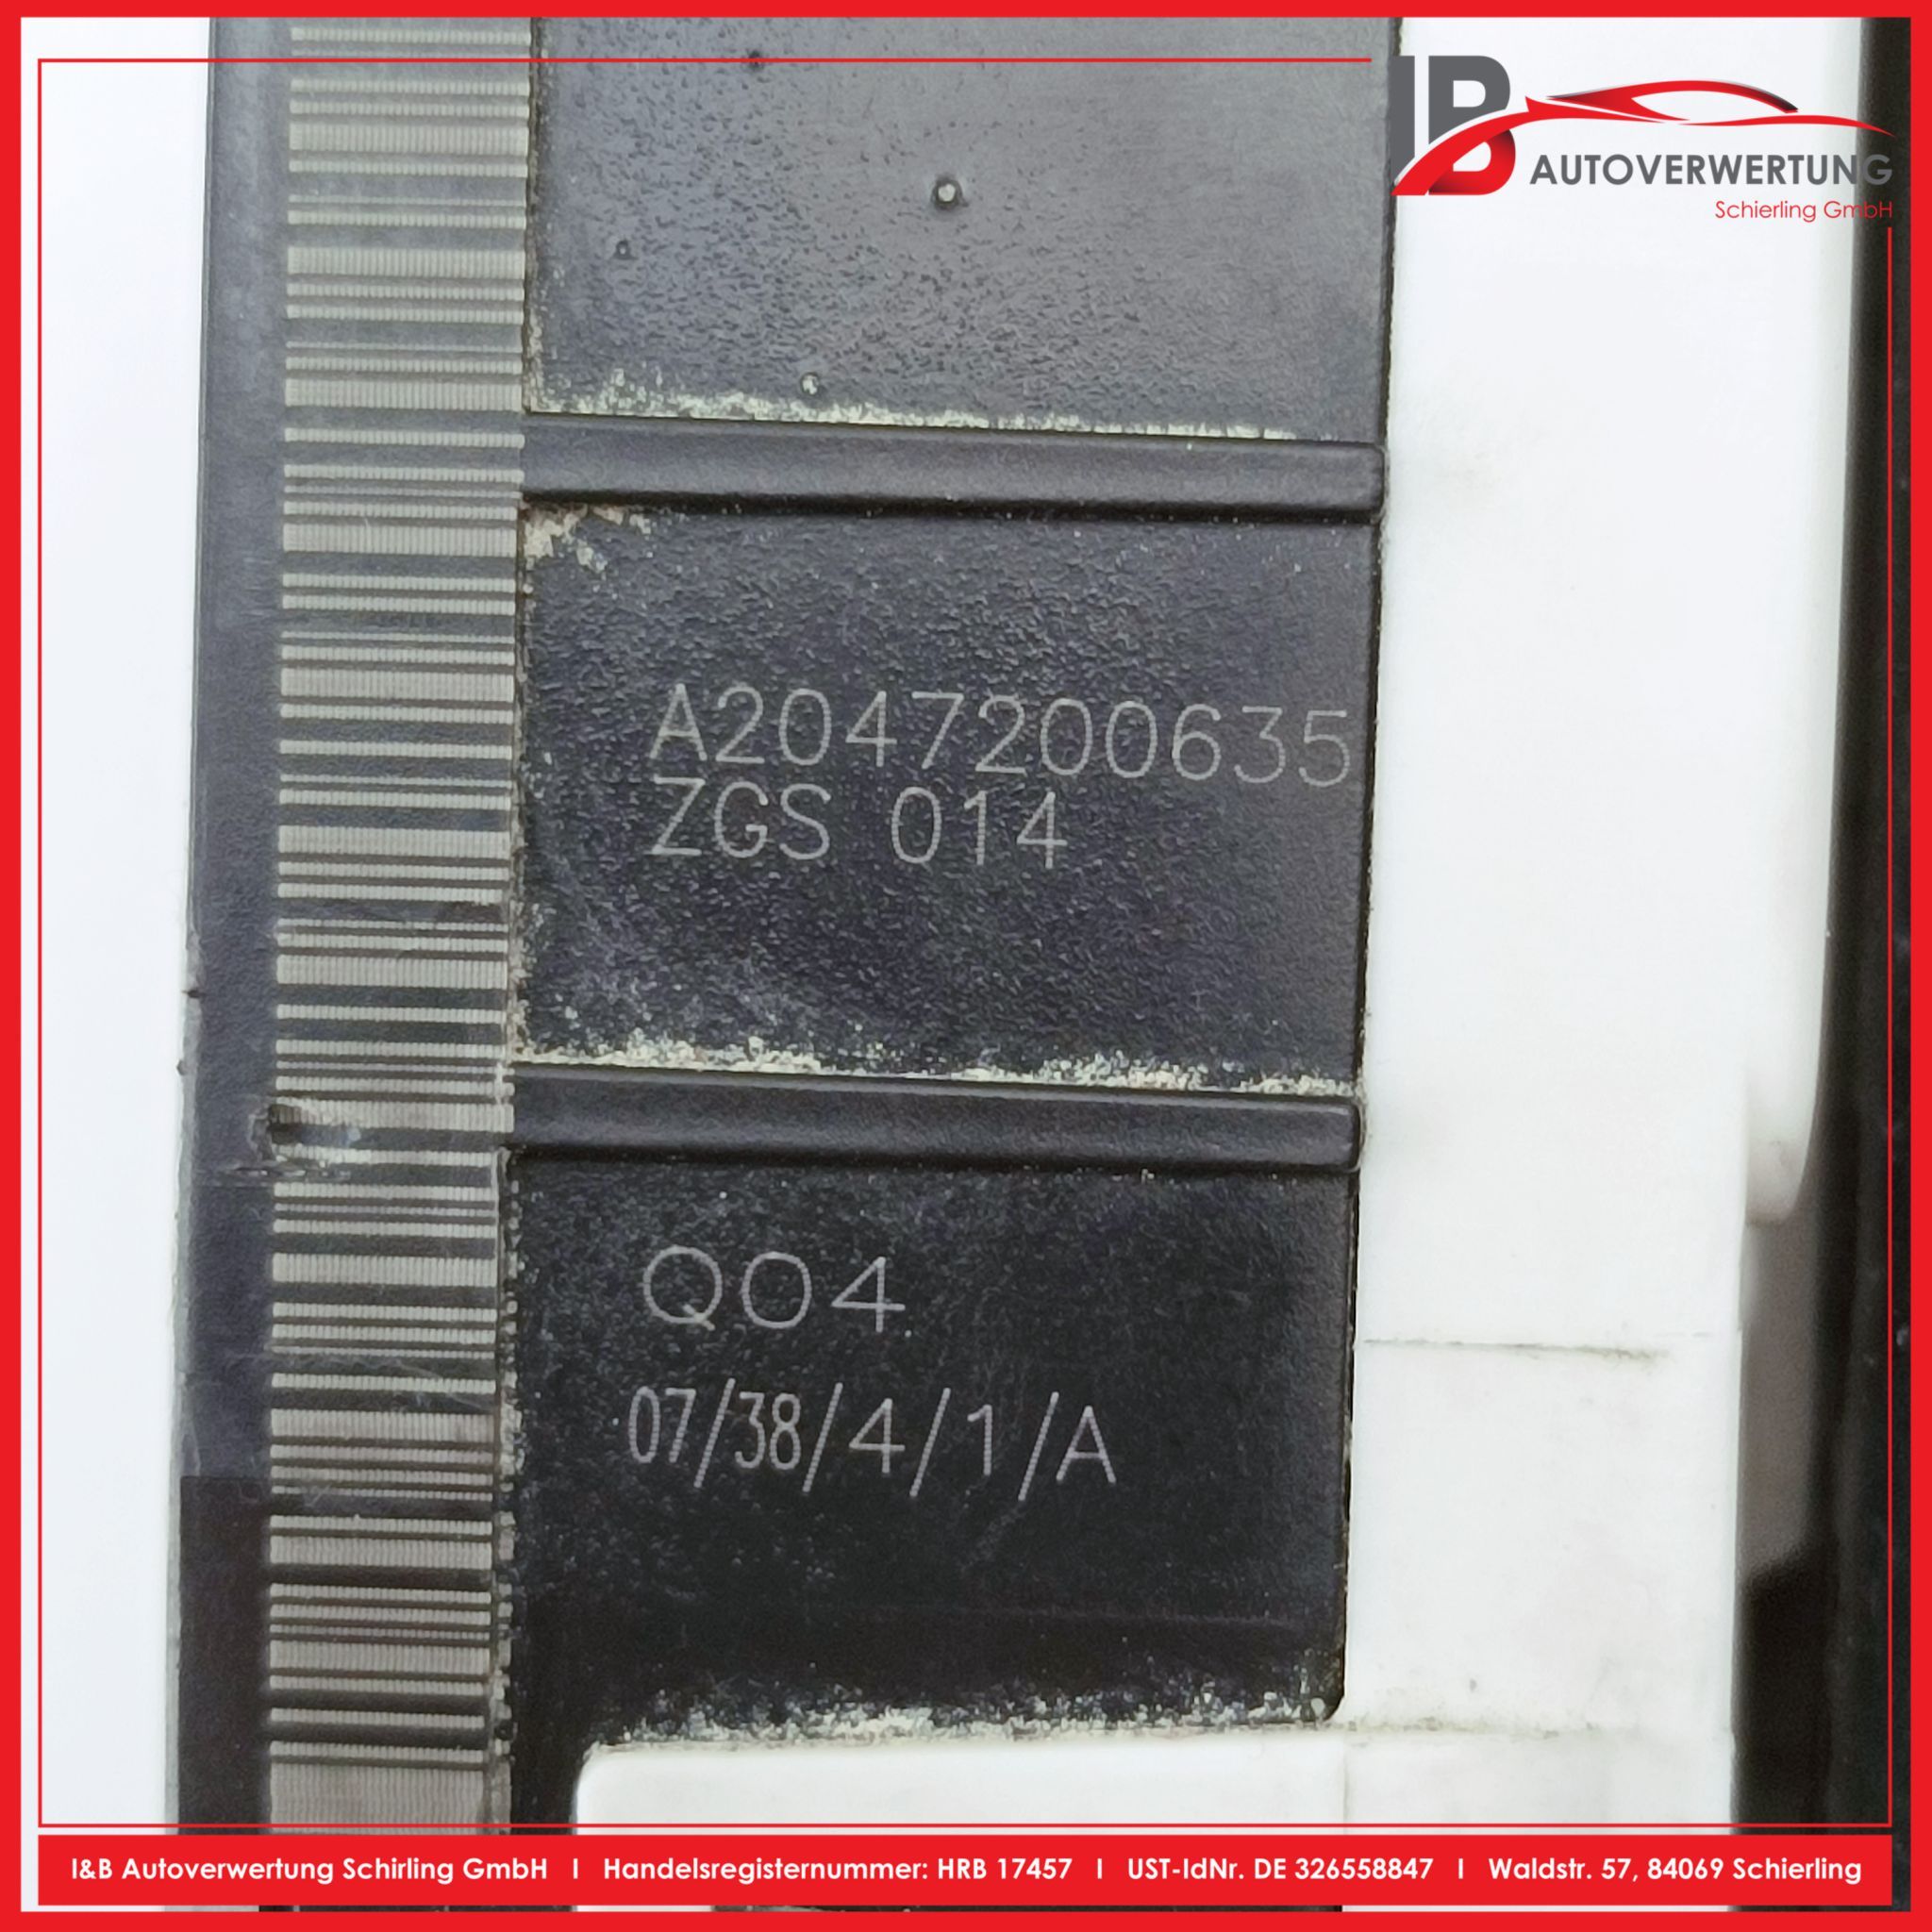 IB
AUTOVERWERTUNG
Schierling GmbH
A2047200635
ZGS 014
Q04
07/38/4/1/A
I&B Autoverwertung Schirling GmbH I Handelsregisternummer: HRB 17457 I UST-IdNr. DE 326558847 I Waldstr. 57, 84069 Schierling